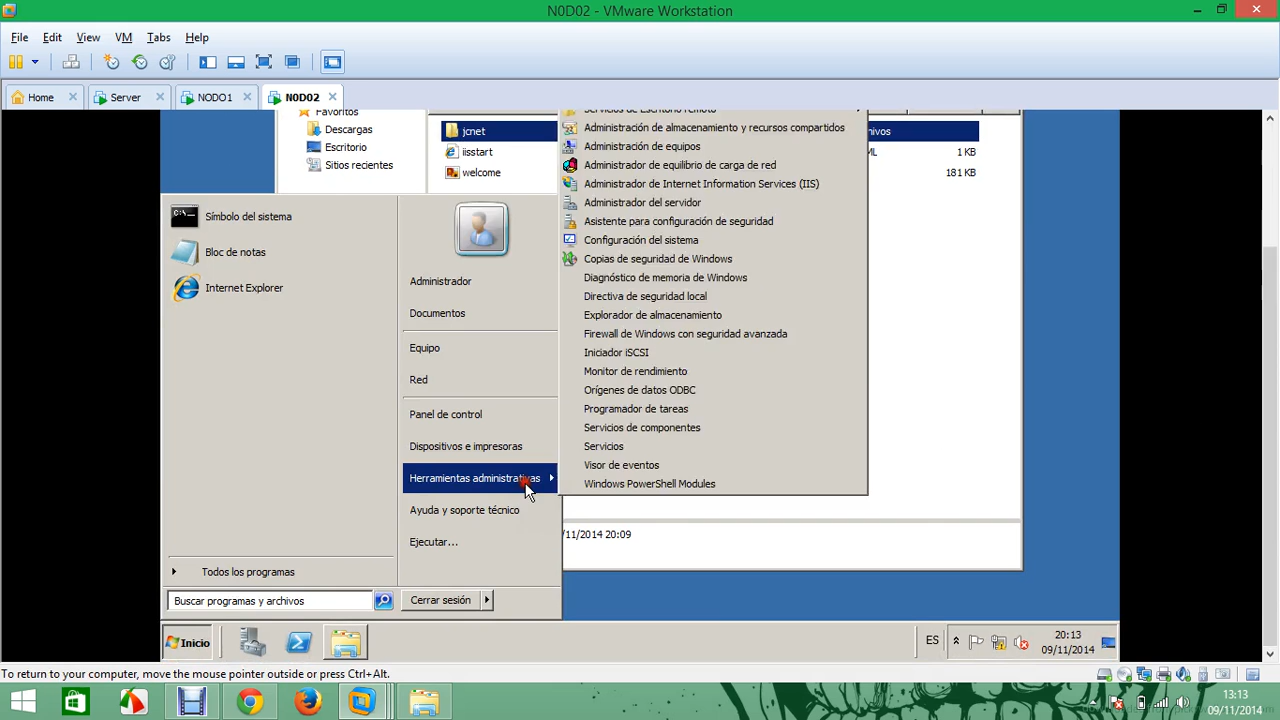 N0D02 - VMware Workstation
File Edit View VM Tabs Help
Home Server NODO1 N0D02
Favoritos
Descargas
Escritorio
Sitios recientes
jcnet
iisstart
welcome
1 KB
181 KB
Símbolo del sistema
Bloc de notas
Internet Explorer
Todos los programas
Buscar programas y archivos
Administrador
Documentos
Equipo
Red
Panel de control
Dispositivos e impresoras
Herramientas administrativas
Ayuda y soporte técnico
Ejecutar...
Cerrar sesión
Servicios de Escritorio remoto
Administración de almacenamiento y recursos compartidos
Administración de equipos
Administrador de equilibrio de carga de red
Administrador de Internet Information Services (IIS)
Administrador del servidor
Asistente para configuración de seguridad
Configuración del sistema
Copias de seguridad de Windows
Diagnóstico de memoria de Windows
Directiva de seguridad local
Explorador de almacenamiento
Firewall de Windows con seguridad avanzada
Iniciador iSCSI
Monitor de rendimiento
Orígenes de datos ODBC
Programador de tareas
Servicios de componentes
Servicios
Visor de eventos
Windows PowerShell Modules
/11/2014 20:09
Inicio
ES
20:13
09/11/2014
To return to your computer, move the mouse pointer outside or press Ctrl+Alt.
13:13
09/11/2014